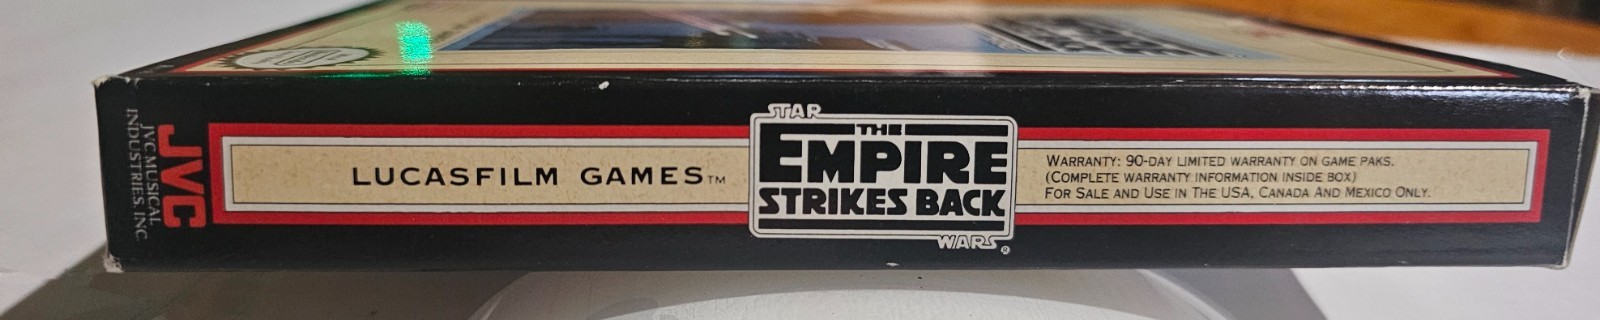 JVC
JVC MUSICAL
INDUSTRIES, INC.
LUCASFILM GAMES™
STAR
THE
EMPIRE
STRIKES BACK
WARS®
WARRANTY: 90-DAY LIMITED WARRANTY ON GAME PAKS.
(COMPLETE WARRANTY INFORMATION INSIDE BOX)
FOR SALE AND USE IN THE USA, CANADA AND MEXICO ONLY.